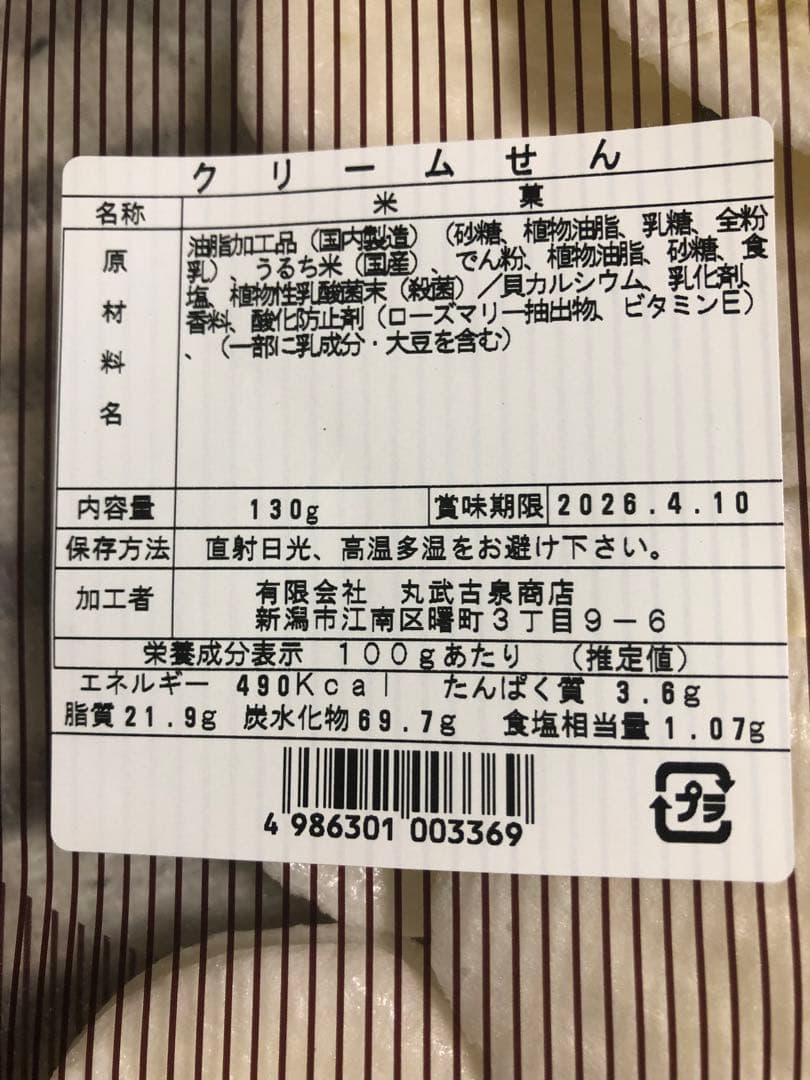 クリームせん
名称 米菓
原材料名 油脂加工品（国内製造）（砂糖、植物油脂、乳糖、全粉
乳）、うるち米（国産）、でん粉、植物油脂、砂糖、食
塩、植物性乳酸菌末（殺菌）／貝カルシウム、乳化剤、
香料、酸化防止剤（ローズマリー抽出物、ビタミンE）
、（一部に乳成分・大豆を含む）
内容量 130g 賞味期限 2026.4.10
保存方法 直射日光、高温多湿をお避け下さい。
加工者 有限会社 丸武古泉商店
新潟市江南区曙町3丁目9－6
栄養成分表示 100gあたり （推定値）
エネルギー 490Kcal たんぱく質 3.6g
脂質21.9g 炭水化物69.7g 食塩相当量1.07g
4 986301 003369
プラ